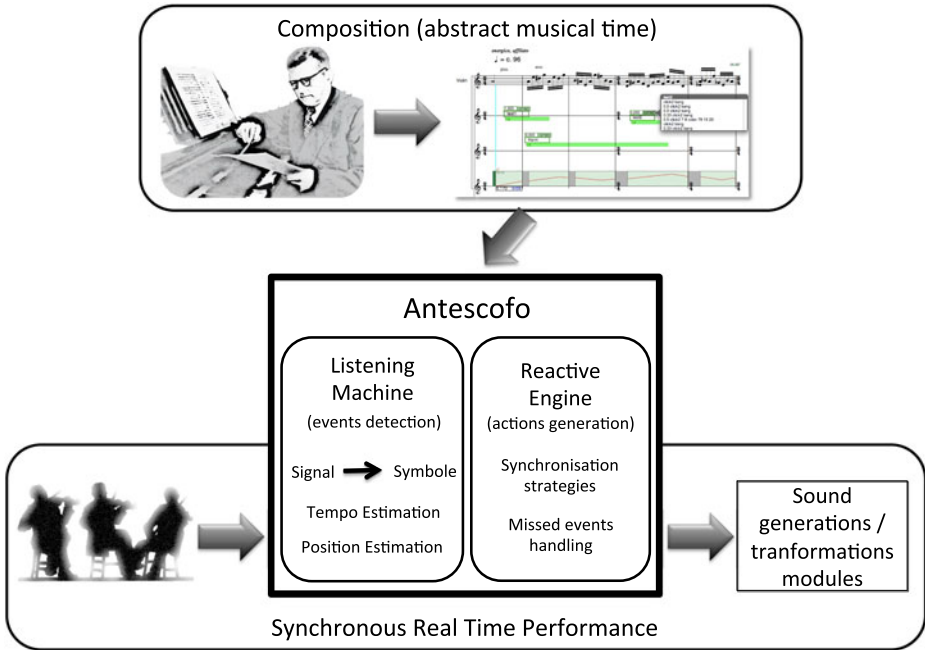 Composition (abstract musical time)
Antescofo
Listening
Machine
(events detection)
Signal Symbole
Tempo Estimation
Position Estimation
Reactive
Engine
(actions generation)
Synchronisation
strategies
Missed events
handling
Sound
generations /
tranformations
modules
Synchronous Real Time Performance